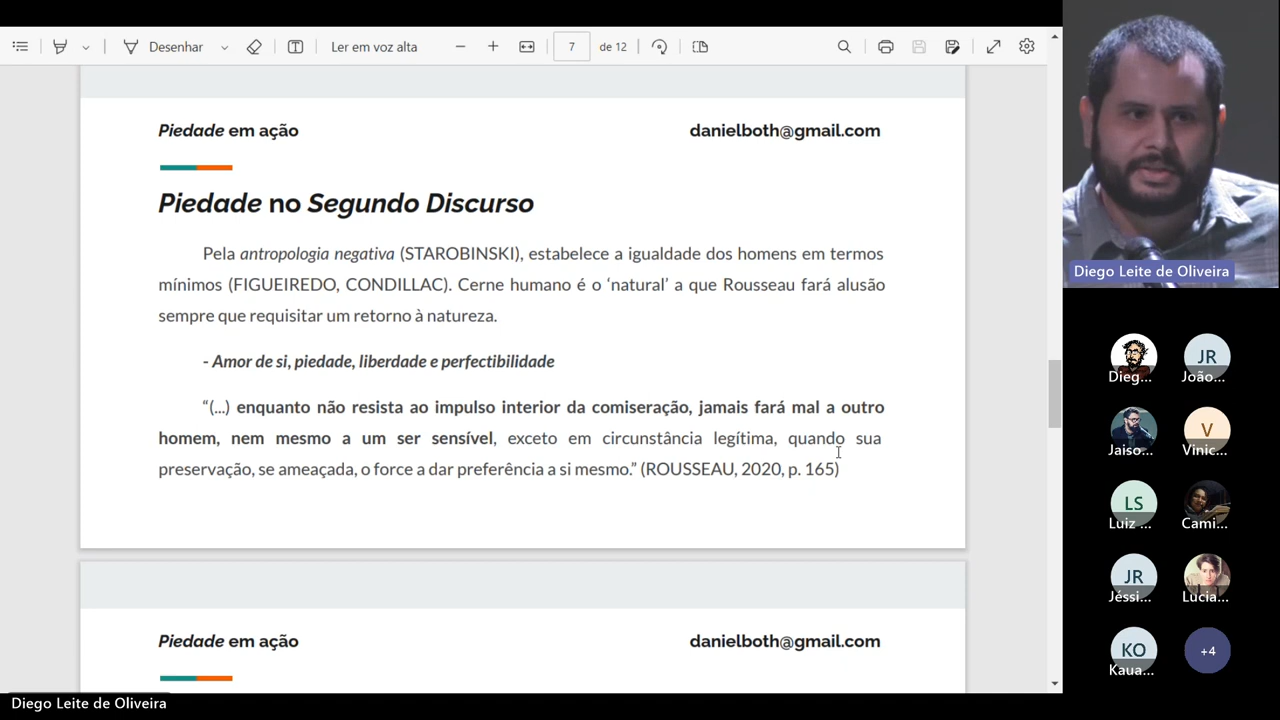 Desenhar
Ler em voz alta
7
de 12
Piedade em ação
danielboth@gmail.com
Piedade no Segundo Discurso
Pela antropologia negativa (STAROBINSKI), estabelece a igualdade dos homens em termos
mínimos (FIGUEIREDO, CONDILLAC). Cerne humano é o ‘natural’ a que Rousseau fará alusão
sempre que requisitar um retorno à natureza.
- Amor de si, piedade, liberdade e perfectibilidade
“(...) enquanto não resista ao impulso interior da comiseração, jamais fará mal a outro
homem, nem mesmo a um ser sensível, exceto em circunstância legítima, quando sua
preservação, se ameaçada, o force a dar preferência a si mesmo.” (ROUSSEAU, 2020, p. 165)
Piedade em ação
danielboth@gmail.com
Diego Leite de Oliveira
Dieg...
JR
João...
Jaiso...
V
Vinic...
LS
Luiz ...
Cami...
JR
Jéssi...
Lucia...
KO
Kaua...
+4
Diego Leite de Oliveira